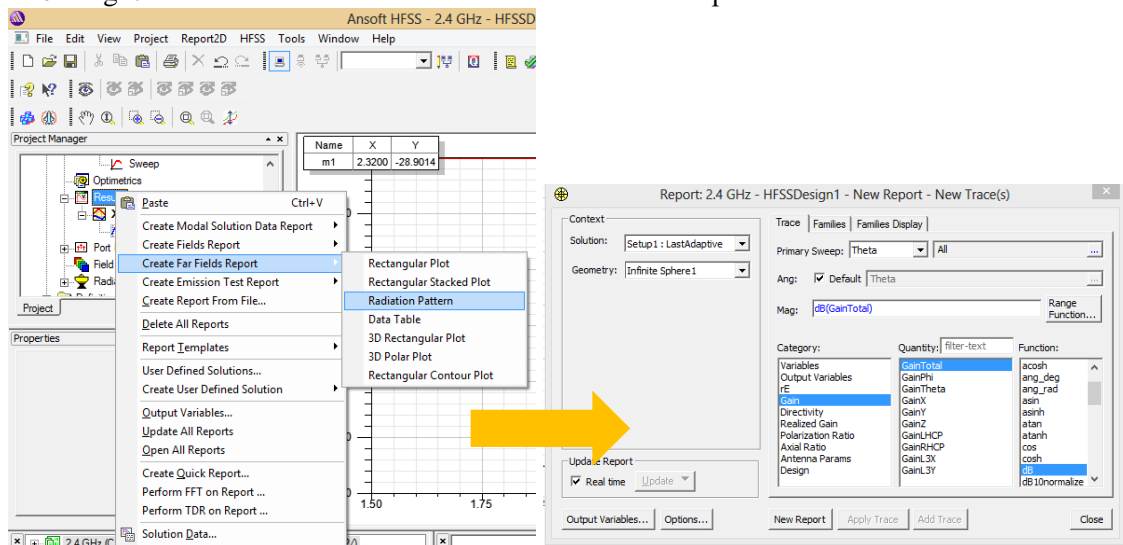 Ansoft HFSS - 2.4 GHz - HFSSD
File Edit View Project Report2D HFSS Tools Window Help
Project Manager
Sweep
Optimetrics
Resu
Port
Field
Radi
Project
Properties
Name X Y
m1 2.3200 -28.9014
1.50 1.75
Paste Ctrl+V
Create Modal Solution Data Report
Create Fields Report
Create Far Fields Report
Create Emission Test Report
Create Report From File...
Delete All Reports
Report Templates
User Defined Solutions...
Create User Defined Solution
Output Variables...
Update All Reports
Open All Reports
Create Quick Report...
Perform FFT on Report ...
Perform TDR on Report ...
Solution Data...
Rectangular Plot
Rectangular Stacked Plot
Radiation Pattern
Data Table
3D Rectangular Plot
3D Polar Plot
Rectangular Contour Plot
Report: 2.4 GHz - HFSSDesign1 - New Report - New Trace(s)
Context
Solution: Setup1 : LastAdaptive
Geometry: Infinite Sphere1
Update Report
Real time Update
Output Variables... Options...
Trace Families Families Display
Primary Sweep: Theta All ...
Ang: Default Theta ...
Mag: dB(GainTotal) Range Function...
Category:
Variables
Output Variables
rE
Gain
Directivity
Realized Gain
Polarization Ratio
Axial Ratio
Antenna Params
Design
Quantity: filter-text
GainTotal
GainPhi
GainTheta
GainX
GainY
GainZ
GainLHCP
GainRHCP
GainL3X
GainL3Y
Function:
acosh
ang_deg
ang_rad
asin
asinh
atan
atanh
cos
cosh
dB
dB10normalize
New Report Apply Trace Add Trace Close